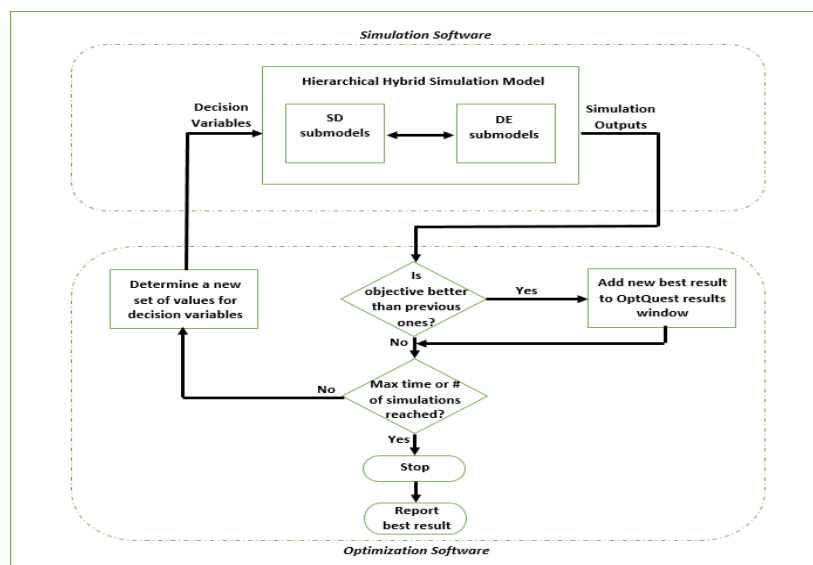 Simulation Software
Hierarchical Hybrid Simulation Model
Decision
Variables
SD
submodels
DE
submodels
Simulation
Outputs
Determine a new
set of values for
decision variables
Is
objective better
than previous
ones?
Yes
Add new best result
to OptQuest results
window
No
Max time or #
of simulations
reached?
No
Yes
Stop
Report
best result
Optimization Software